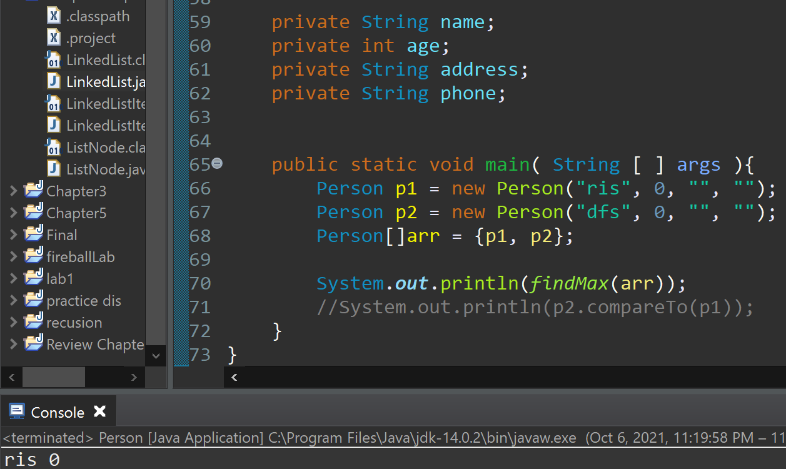 .classpath
.project
LinkedList.cl
LinkedList.ja
LinkedListIte
LinkedListIte
ListNode.cla
ListNode.jav
Chapter3
Chapter5
Final
fireballLab
lab1
practice dis
recusion
Review Chapte
58
59 private String name;
60 private int age;
61 private String address;
62 private String phone;
63
64
65 public static void main( String [ ] args ){
66 Person p1 = new Person("ris", 0, "", "");
67 Person p2 = new Person("dfs", 0, "", "");
68 Person[]arr = {p1, p2};
69
70 System.out.println(findMax(arr));
71 //System.out.println(p2.compareTo(p1));
72 }
73 }
Console
<terminated> Person [Java Application] C:\Program Files\Java\jdk-14.0.2\bin\javaw.exe (Oct 6, 2021, 11:19:58 PM – 11
ris 0